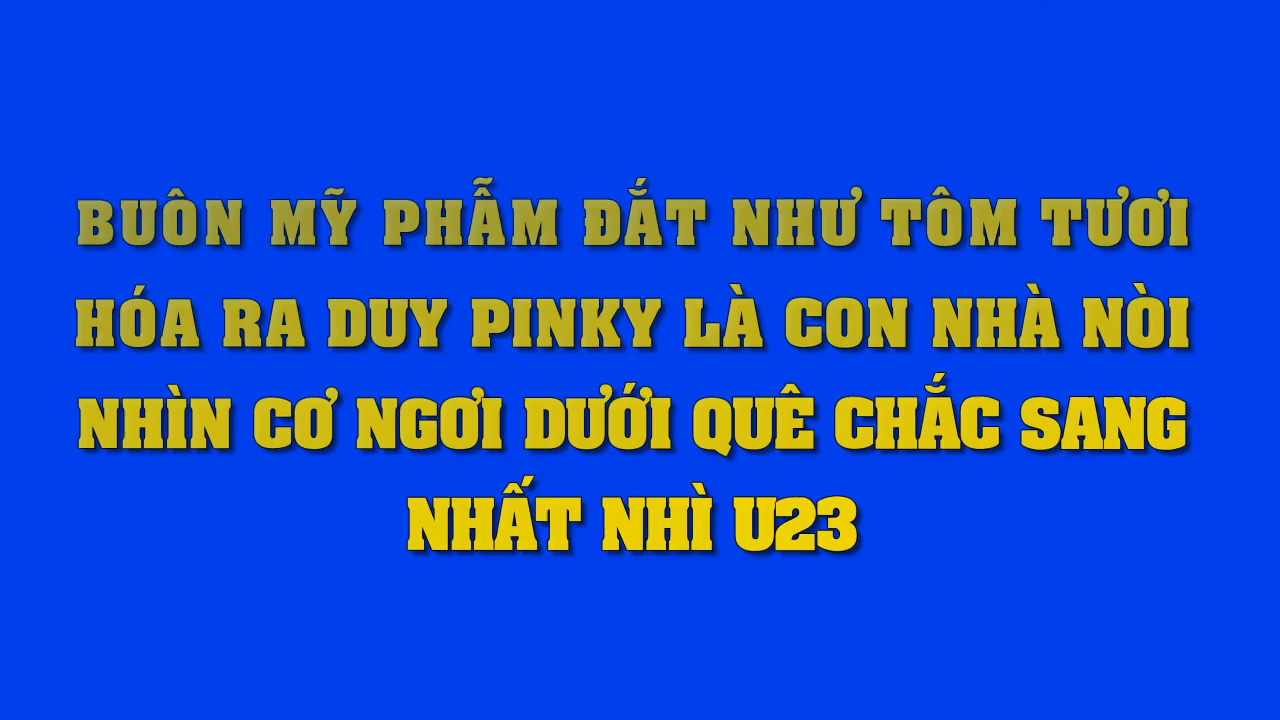 BUÔN MỸ PHẪM ĐẮT NHƯ TÔM TƯƠI
HÓA RA DUY PINKY LÀ CON NHÀ NÒI
NHÌN CƠ NGƠI DƯỚI QUÊ CHẮC SANG
NHẤT NHÌ U23